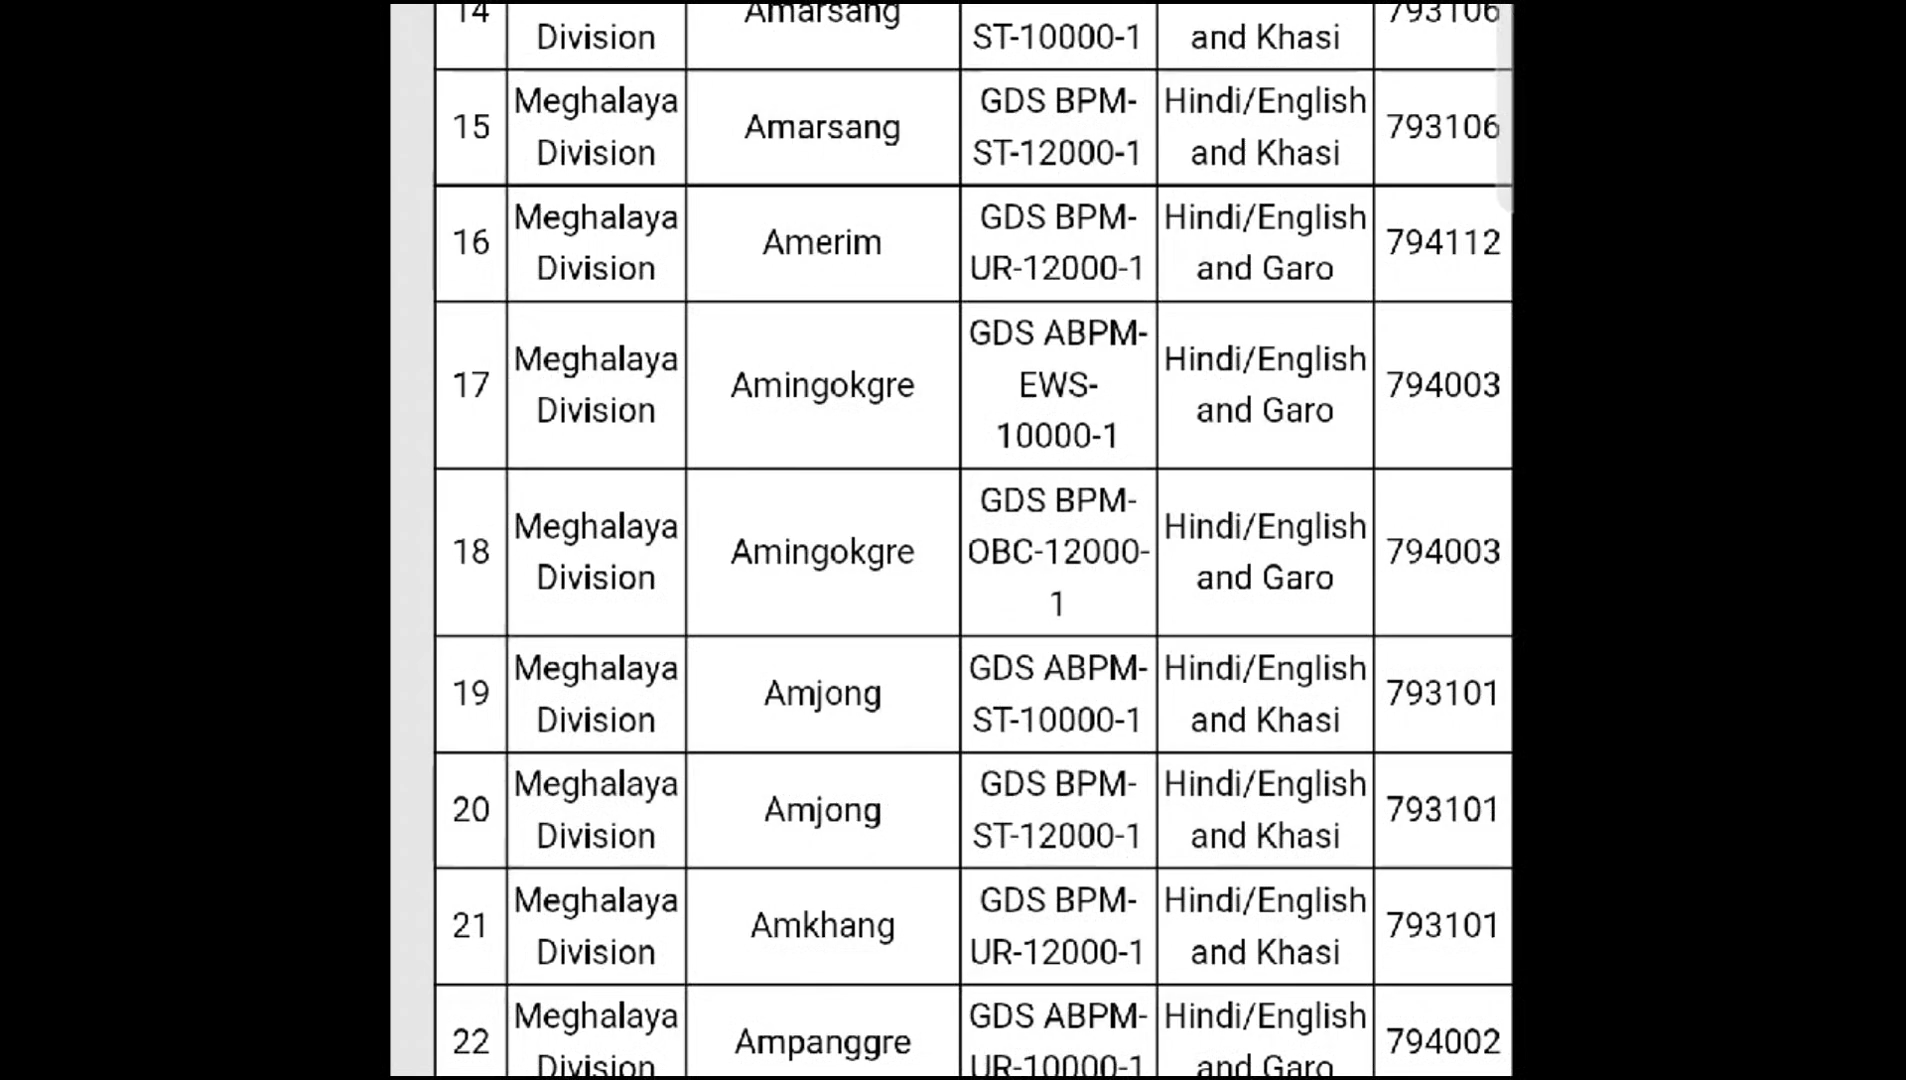 14 Amarsang 793106
Division ST-10000-1 and Khasi
Meghalaya GDS BPM- Hindi/English
15 Amarsang 793106
Division ST-12000-1 and Khasi
Meghalaya GDS BPM- Hindi/English
16 Amerim 794112
Division UR-12000-1 and Garo
GDS ABPM-
Meghalaya Hindi/English
17 Amingokgre EWS- 794003
Division and Garo
10000-1
GDS BPM-
Meghalaya Hindi/English
18 Amingokgre OBC-12000- 794003
Division and Garo
1
Meghalaya GDS ABPM- Hindi/English
19 Amjong 793101
Division ST-10000-1 and Khasi
Meghalaya GDS BPM- Hindi/English
20 Amjong 793101
Division ST-12000-1 and Khasi
Meghalaya GDS BPM- Hindi/English
21 Amkhang 793101
Division UR-12000-1 and Khasi
Meghalaya GDS ABPM- Hindi/English
22 Ampanggre 794002
Division UR-10000-1 and Garo